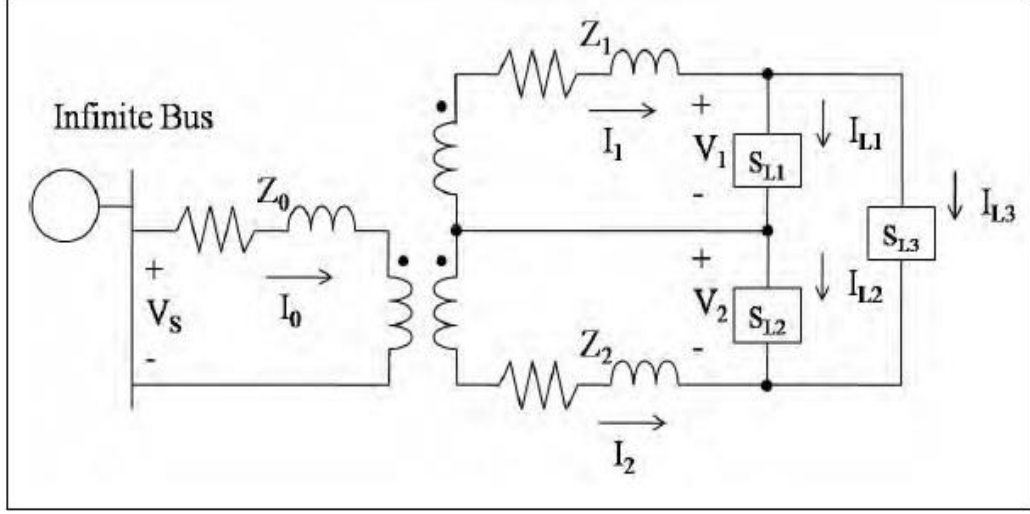 Infinite Bus
Z0
+
VS
-
I0
Z1
I1
+
V1
-
SL1
IL1
+
V2
-
SL2
IL2
SL3
IL3
Z2
I2